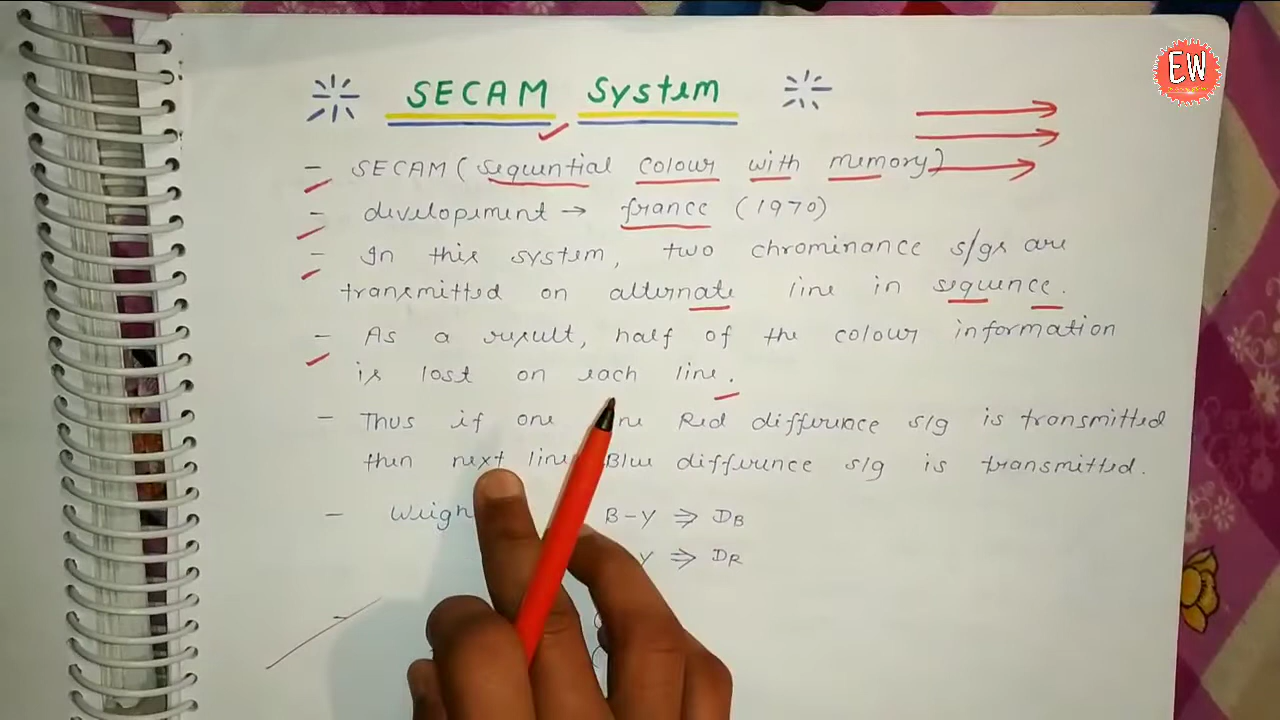 SECAM System
EW
- SECAM (Sequential colour with memory)
- developement → france (1970)
- In this system, two chrominance s/gs are
transmitted on alternate line in sequence.
- As a result, half of the colour information
is lost on each line.
- Thus if one Red difference s/g is transmitted
then next line Blue difference s/g is transmitted.
- B-Y ⇒ DB
Y ⇒ DR